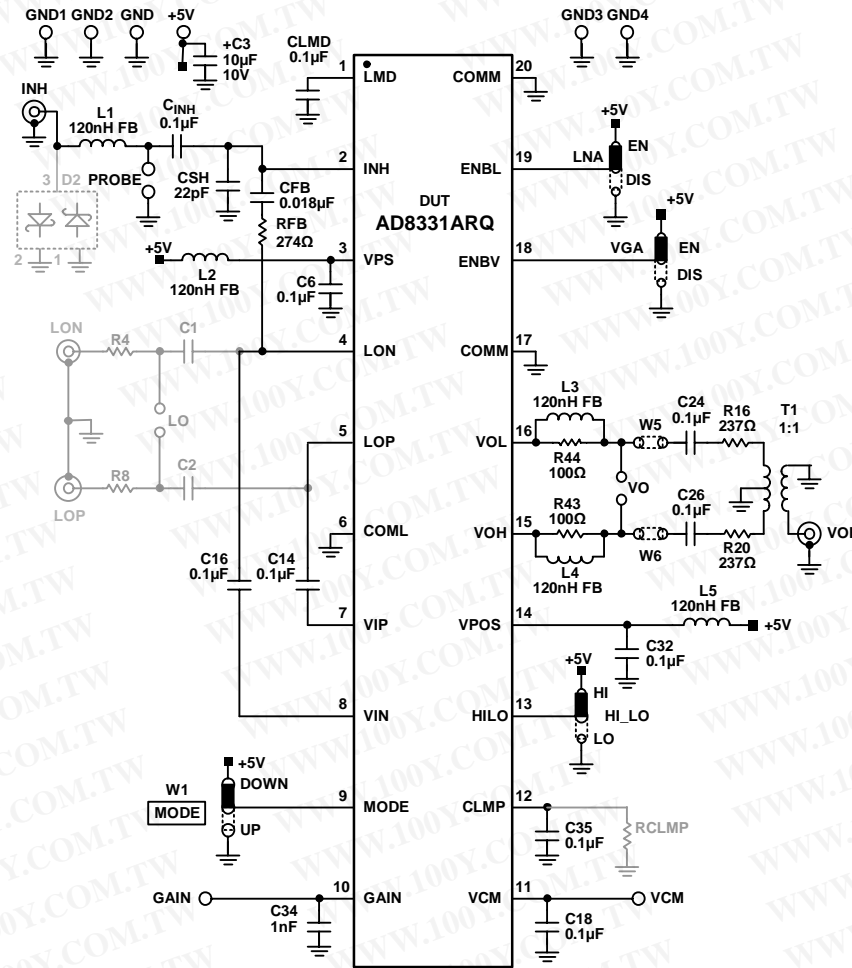 GND1 GND2 GND +5V
+C3
10µF
10V
CLMD
0.1µF
GND3 GND4
INH
L1
120nH FB
CINH
0.1µF
3 D2
2 1
PROBE
CSH
22pF
CFB
0.018µF
RFB
274Ω
+5V
L2
120nH FB
C6
0.1µF
LON
R4
C1
LO
R8
C2
LOP
C16
0.1µF
C14
0.1µF
W1
MODE
+5V
DOWN
UP
GAIN
C34
1nF
DUT
AD8331ARQ
1 LMD
2 INH
3 VPS
4 LON
5 LOP
6 COML
7 VIP
8 VIN
9 MODE
10 GAIN
COMM 20
ENBL 19
ENBV 18
COMM 17
VOL 16
VOH 15
VPOS 14
HILO 13
CLMP 12
VCM 11
+5V
LNA
EN
DIS
+5V
VGA
EN
DIS
L3
120nH FB
R44
100Ω
W5
C24
0.1µF
R16
237Ω
T1
1:1
VO
R43
100Ω
L4
120nH FB
W6
C26
0.1µF
R20
237Ω
L5
120nH FB
+5V
C32
0.1µF
+5V
HI
HI_LO
LO
C35
0.1µF
RCLMP
VCM
C18
0.1µF
WWW.100Y.COM.TW